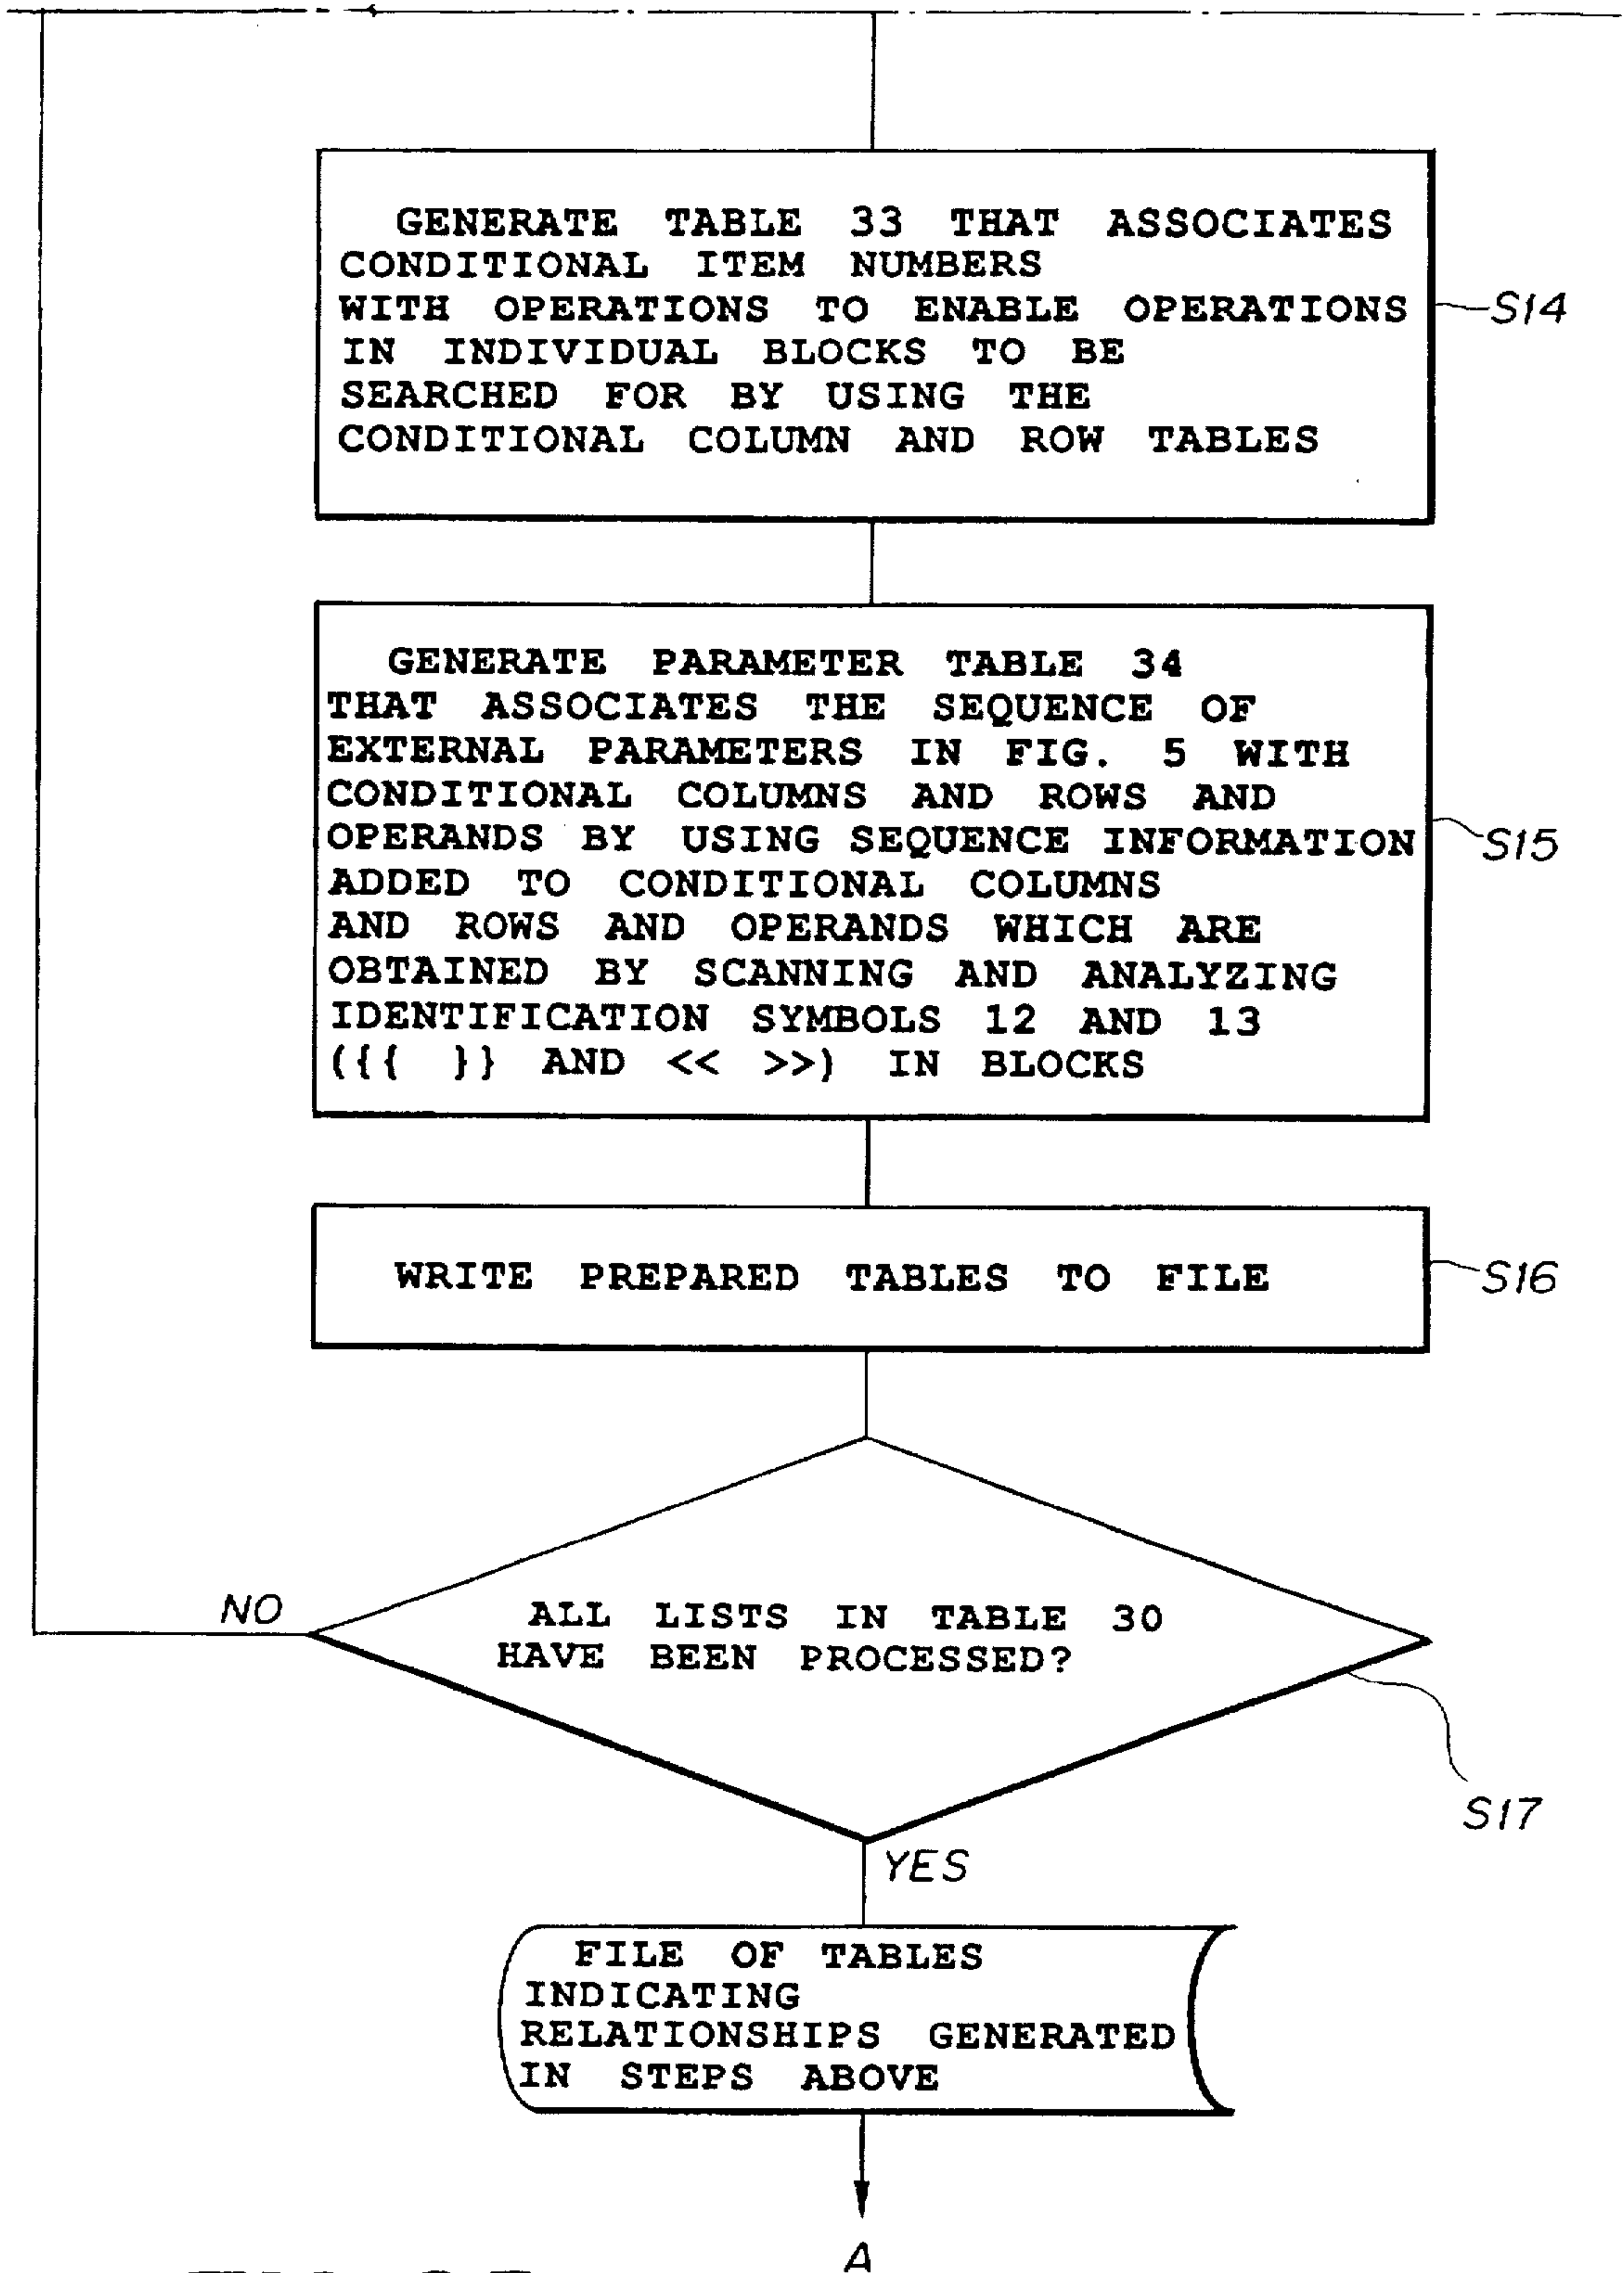 GENERATE TABLE 33 THAT ASSOCIATES
CONDITIONAL ITEM NUMBERS
WITH OPERATIONS TO ENABLE OPERATIONS
IN INDIVIDUAL BLOCKS TO BE
SEARCHED FOR BY USING THE
CONDITIONAL COLUMN AND ROW TABLES
S14
GENERATE PARAMETER TABLE 34
THAT ASSOCIATES THE SEQUENCE OF
EXTERNAL PARAMETERS IN FIG. 5 WITH
CONDITIONAL COLUMNS AND ROWS AND
OPERANDS BY USING SEQUENCE INFORMATION
ADDED TO CONDITIONAL COLUMNS
AND ROWS AND OPERANDS WHICH ARE
OBTAINED BY SCANNING AND ANALYZING
IDENTIFICATION SYMBOLS 12 AND 13
({{ }} AND << >>) IN BLOCKS
S15
WRITE PREPARED TABLES TO FILE
S16
NO
ALL LISTS IN TABLE 30
HAVE BEEN PROCESSED?
S17
YES
FILE OF TABLES
INDICATING
RELATIONSHIPS GENERATED
IN STEPS ABOVE
A